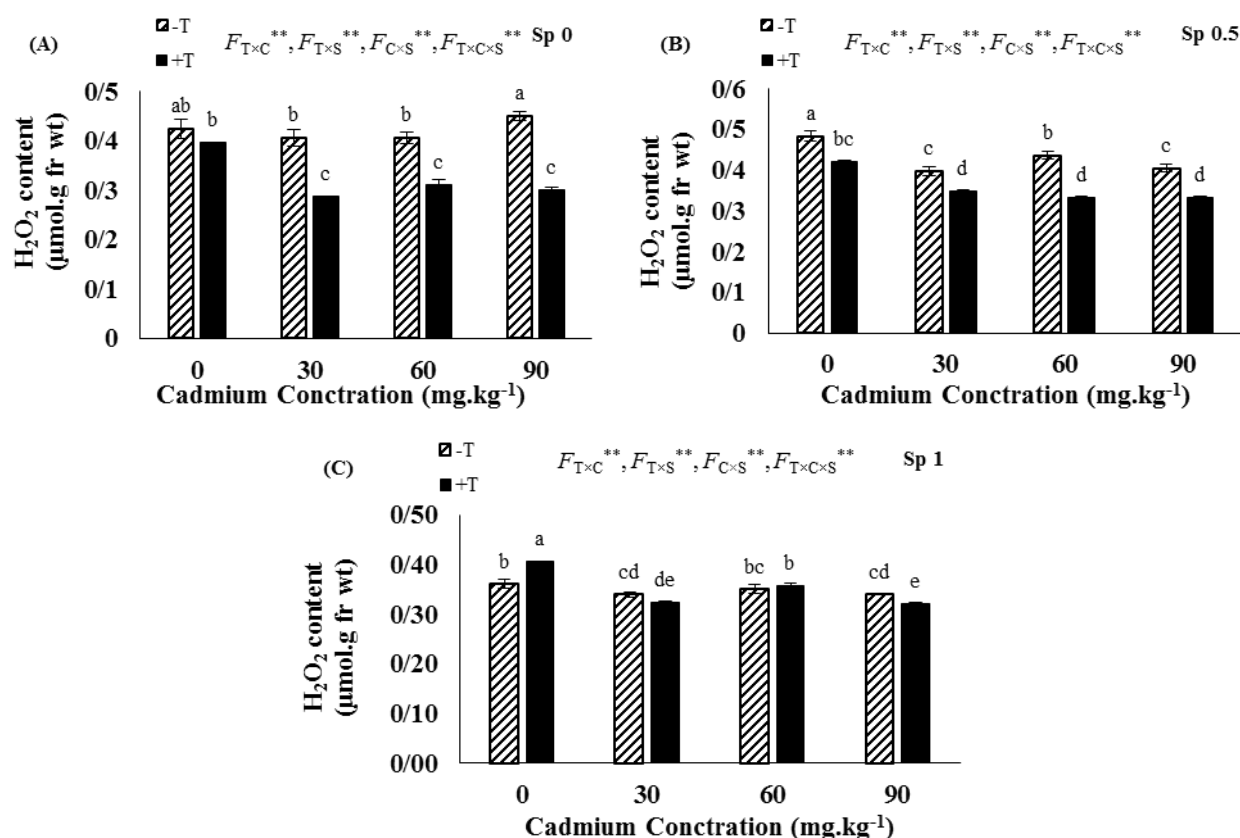 (A)
-T
+T
F_T×C**, F_T×S**, F_C×S**, F_T×C×S** Sp 0
H₂O₂ content
(µmol.g fr wt)
0/5
0/4
0/3
0/2
0/1
0
ab b b c b c a c
0 30 60 90
Cadmium Conctration (mg.kg⁻¹)
(B)
-T
+T
F_T×C**, F_T×S**, F_C×S**, F_T×C×S** Sp 0.5
H₂O₂ content
(µmol.g fr wt)
0/6
0/5
0/4
0/3
0/2
0/1
0
a bc c d b d c d
0 30 60 90
Cadmium Conctration (mg.kg⁻¹)
(C)
-T
+T
F_T×C**, F_T×S**, F_C×S**, F_T×C×S** Sp 1
H₂O₂ content
(µmol.g fr wt)
0/50
0/40
0/30
0/20
0/10
0/00
b a cd de bc b cd e
0 30 60 90
Cadmium Conctration (mg.kg⁻¹)